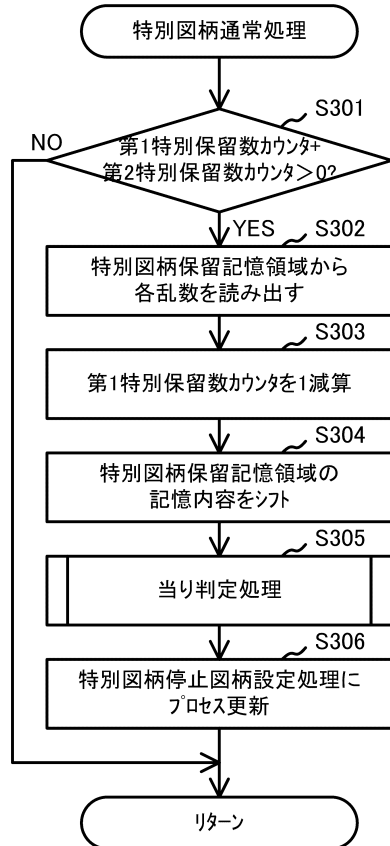 特別図柄通常処理
S301
NO
第1特別保留数カウンタ+
第2特別保留数カウンタ>0?
YES
S302
特別図柄保留記憶領域から
各乱数を読み出す
S303
第1特別保留数カウンタを1減算
S304
特別図柄保留記憶領域の
記憶内容をシフト
S305
当り判定処理
S306
特別図柄停止図柄設定処理に
プロセス更新
リターン